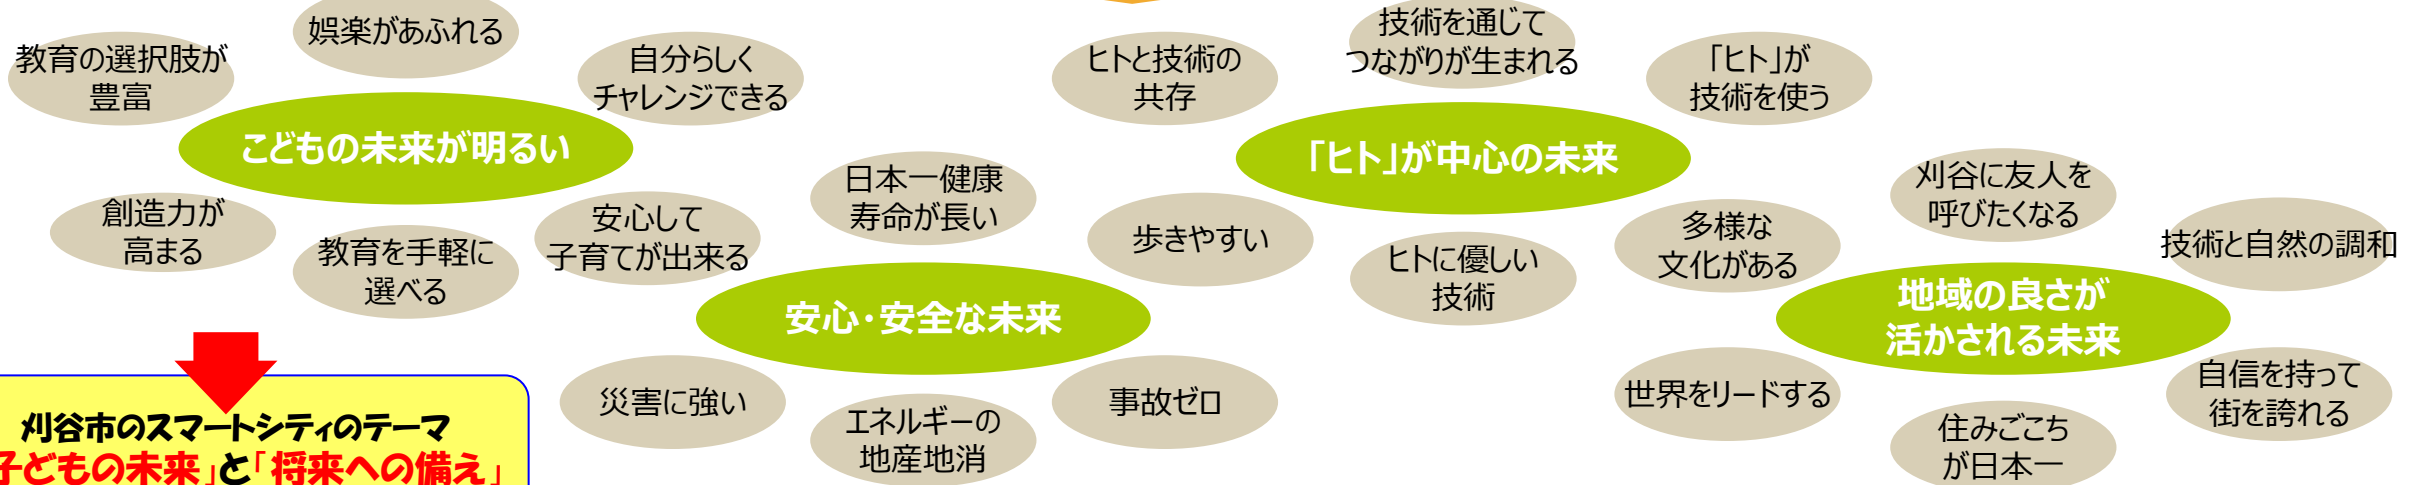 娯楽があふれる
教育の選択肢が
豊富
自分らしく
チャレンジできる
こどもの未来が明るい
創造力が
高まる
教育を手軽に
選べる
安心して
子育てが出来る
日本一健康
寿命が長い
歩きやすい
安心・安全な未来
災害に強い
エネルギーの
地産地消
事故ゼロ
ヒトと技術の
共存
技術を通じて
つながりが生まれる
「ヒト」が
技術を使う
「ヒト」が中心の未来
ヒトに優しい
技術
多様な
文化がある
刈谷に友人を
呼びたくなる
技術と自然の調和
地域の良さが
活かされる未来
世界をリードする
住みごこち
が日本一
自信を持って
街を誇れる
刈谷市のスマートシティのテーマ
子どもの未来」と「将来への備え」